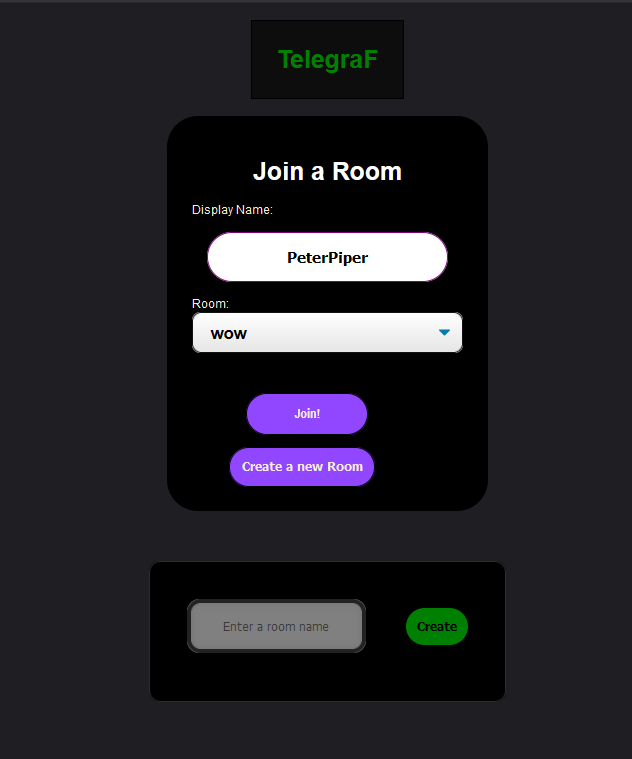 TelegraF
Join a Room
Display Name:
PeterPiper
Room:
wow
Join!
Create a new Room
Enter a room name
Create